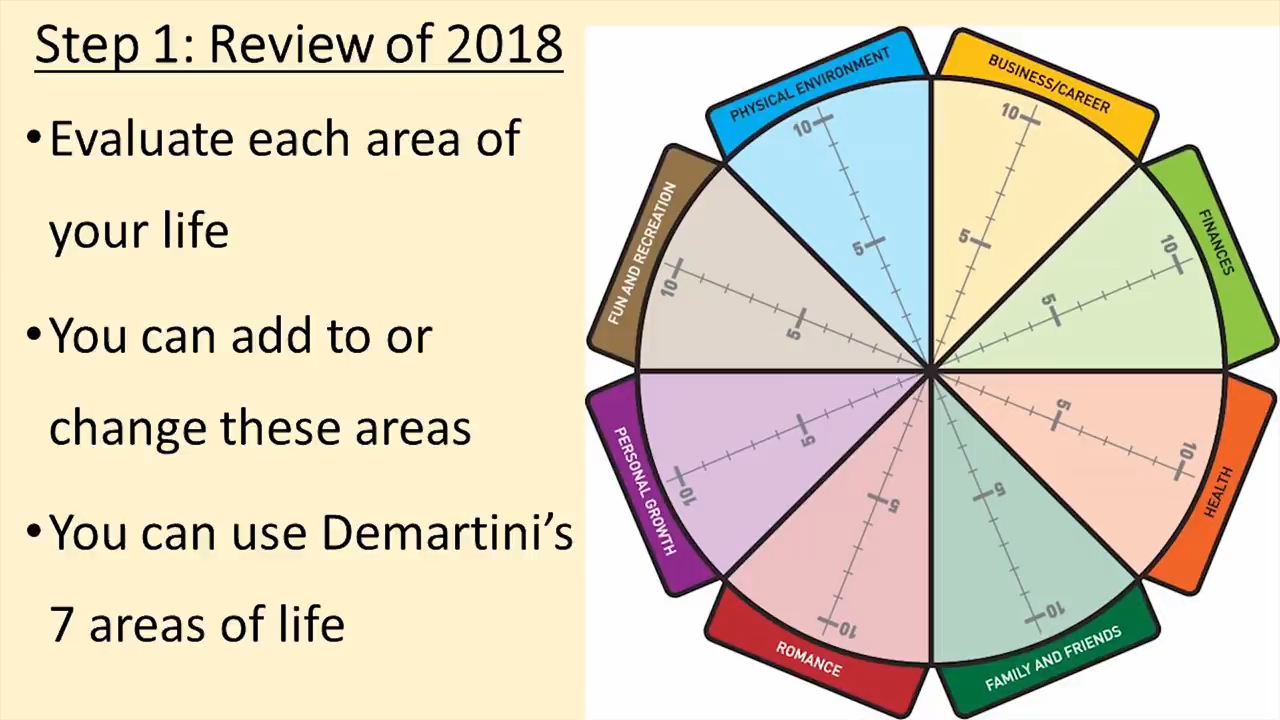 Step 1: Review of 2018
•Evaluate each area of
your life
•You can add to or
change these areas
•You can use Demartini's
7 areas of life
PHYSICAL ENVIRONMENT
10
5
BUSINESS/CAREER
10
5
FINANCES
10
5
HEALTH
10
5
FAMILY AND FRIENDS
10
5
ROMANCE
10
5
PERSONAL GROWTH
10
5
FUN AND RECREATION
10
5